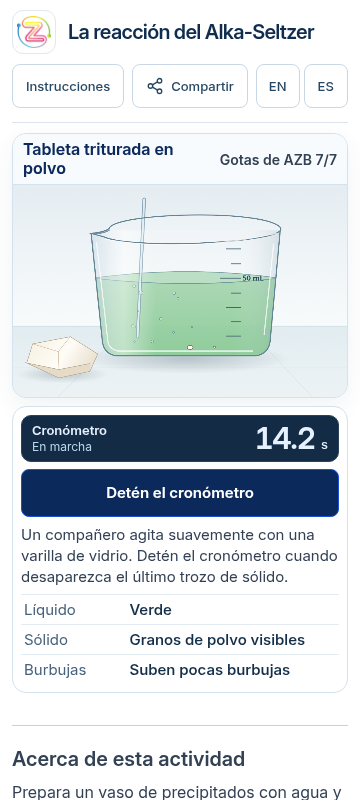 La reacción del Alka-Seltzer
Instrucciones
Compartir
EN
ES
Tableta triturada en
polvo
Gotas de AZB 7/7
50 mL
Cronómetro
En marcha
14.2 s
Detén el cronómetro
Un compañero agita suavemente con una
varilla de vidrio. Detén el cronómetro cuando
desaparezca el último trozo de sólido.
Líquido Verde
Sólido Granos de polvo visibles
Burbujas Suben pocas burbujas
Acerca de esta actividad
Prepara un vaso de precipitados con agua y